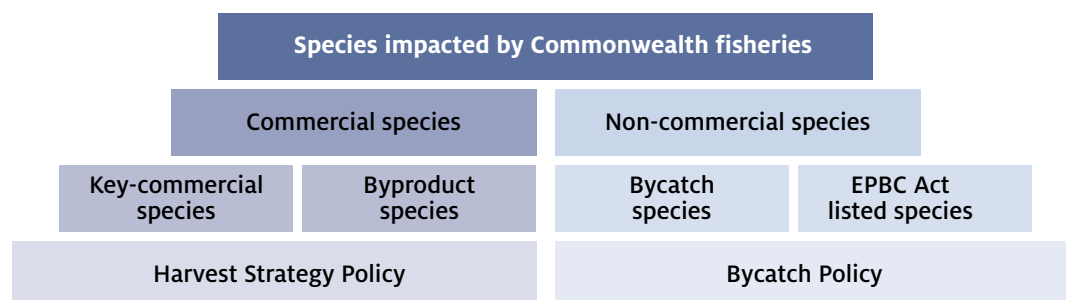 Species impacted by Commonwealth fisheries
Commercial species
Non-commercial species
Key-commercial
species
Byproduct
species
Bycatch
species
EPBC Act
listed species
Harvest Strategy Policy
Bycatch Policy